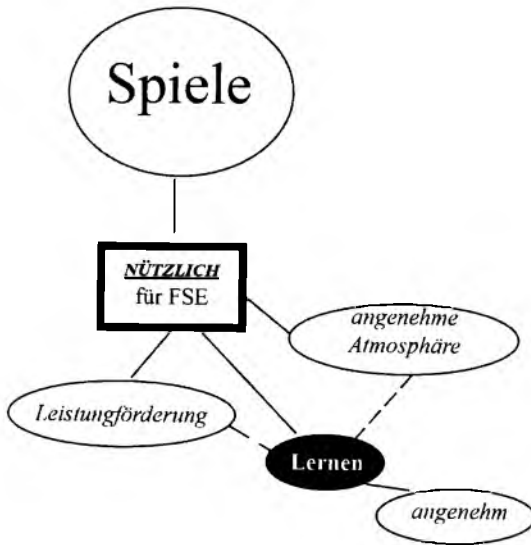 Spiele
NÜTZLICH
für FSE
angenehme
Atmosphäre
Leistungförderung
Lernen
angenehm